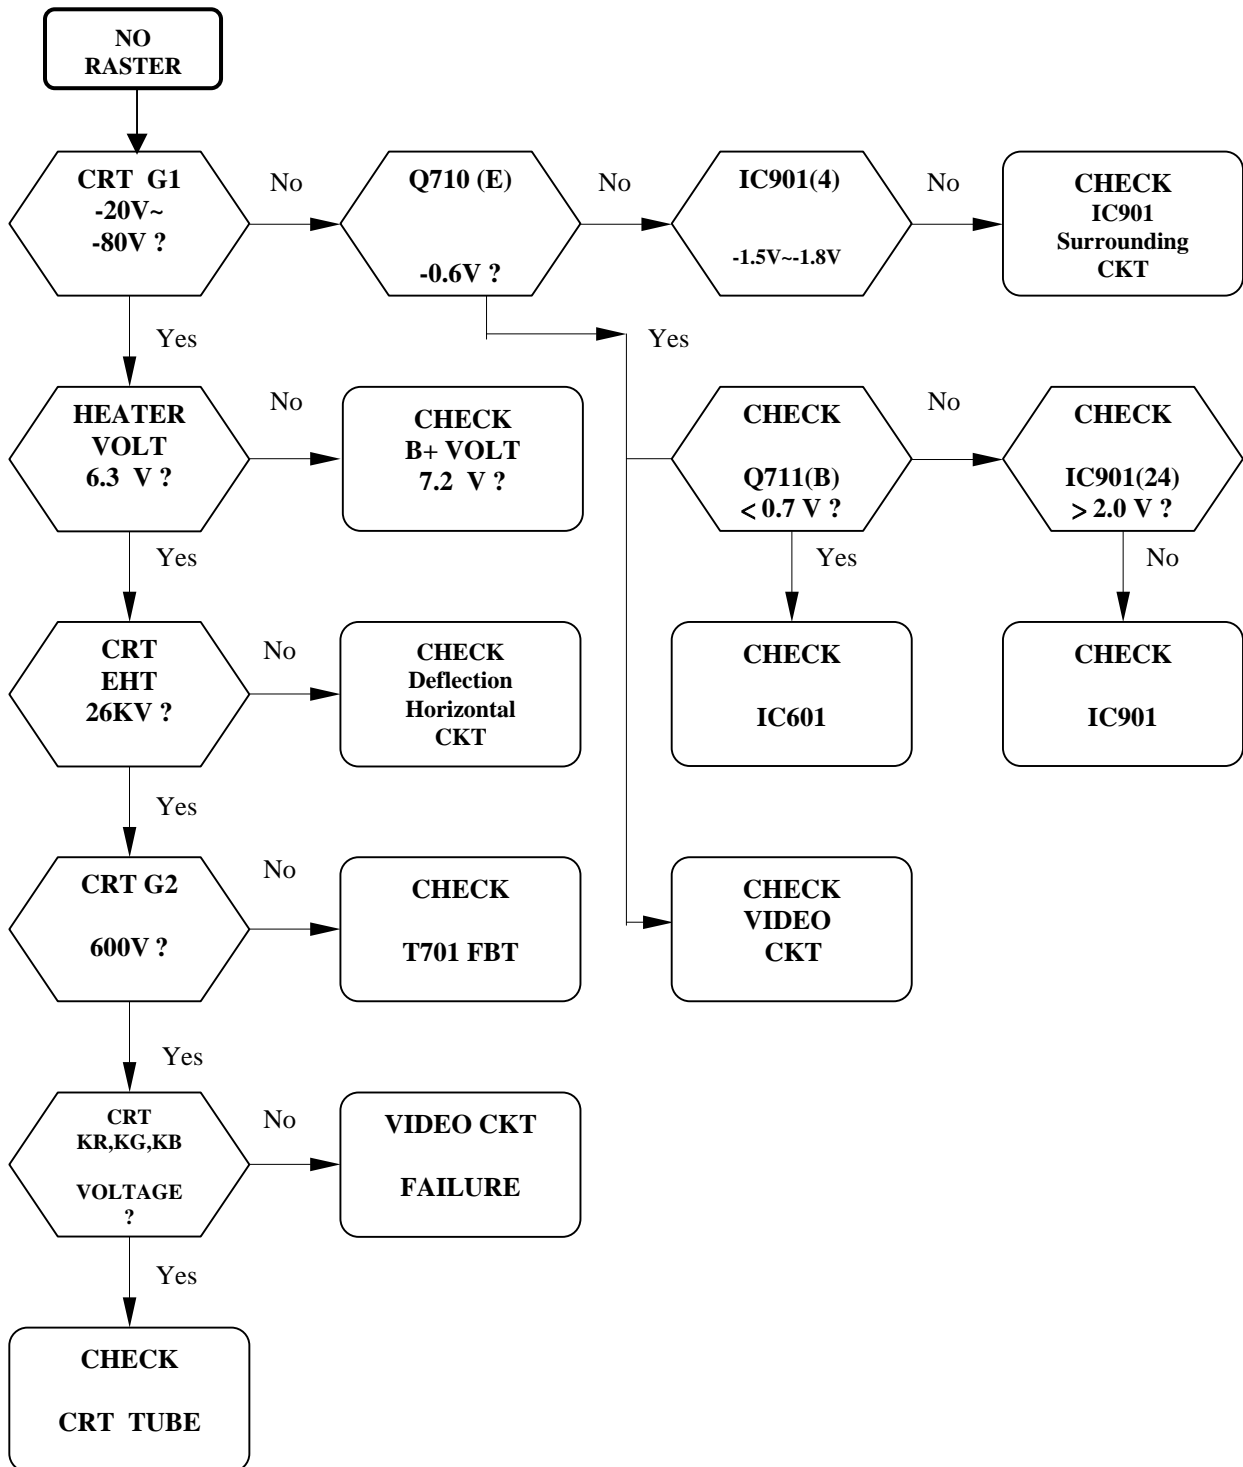 NO
RASTER
CRT G1
-20V~
-80V ?
No
Q710 (E)
-0.6V ?
No
IC901(4)
-1.5V~-1.8V
No
CHECK
IC901
Surrounding
CKT
Yes
Yes
HEATER
VOLT
6.3 V ?
No
CHECK
B+ VOLT
7.2 V ?
CHECK
Q711(B)
< 0.7 V ?
No
CHECK
IC901(24)
> 2.0 V ?
Yes
Yes
No
CRT
EHT
26KV ?
No
CHECK
Deflection
Horizontal
CKT
CHECK
IC601
CHECK
IC901
Yes
CRT G2
600V ?
No
CHECK
T701 FBT
CHECK
VIDEO
CKT
Yes
CRT
KR,KG,KB
VOLTAGE
?
No
VIDEO CKT
FAILURE
Yes
CHECK
CRT TUBE